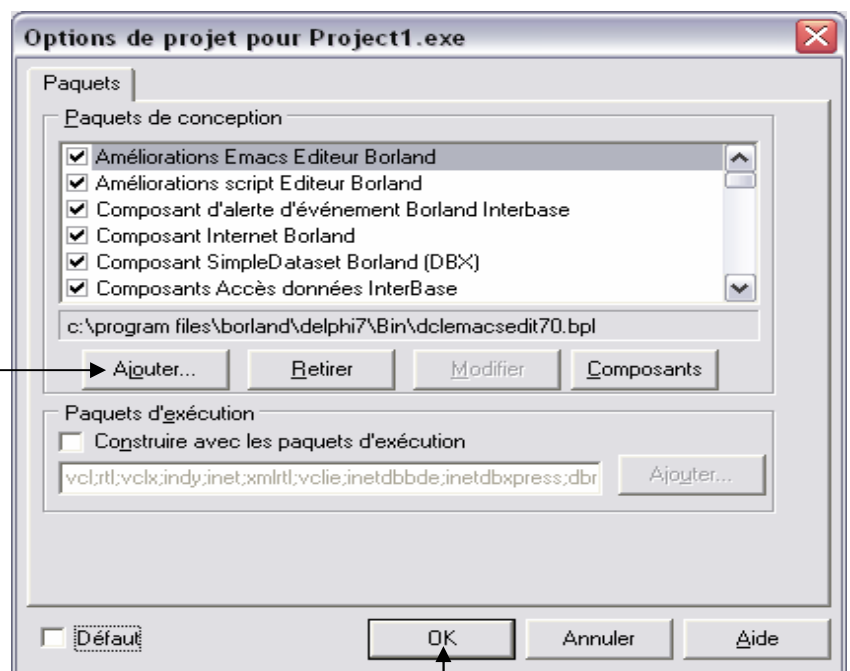 Options de projet pour Project1.exe
Paquets
Paquets de conception
Améliorations Emacs Editeur Borland
Améliorations script Editeur Borland
Composant d'alerte d'événement Borland Interbase
Composant Internet Borland
Composant SimpleDataset Borland (DBX)
Composants Accès données InterBase
c:\program files\borland\delphi7\Bin\dclemacsedit70.bpl
Ajouter... Retirer Modifier Composants
Paquets d'exécution
Construire avec les paquets d'exécution
vcl;rtl;vclx;indy;inet;xmlrtl;vclie;inetdbbde;inetdbxpress;dbr Ajouter...
Défaut OK Annuler Aide